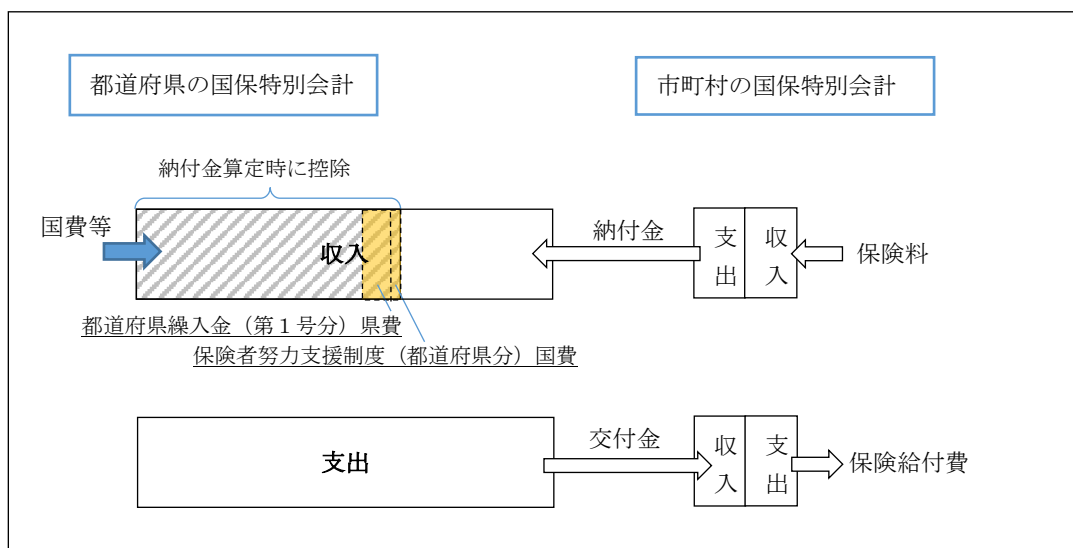 都道府県の国保特別会計
市町村の国保特別会計
納付金算定時に控除
国費等
収入
納付金
支出
収入
保険料
都道府県繰入金（第１号分）県費
保険者努力支援制度（都道府県分）国費
支出
交付金
収入
支出
保険給付費